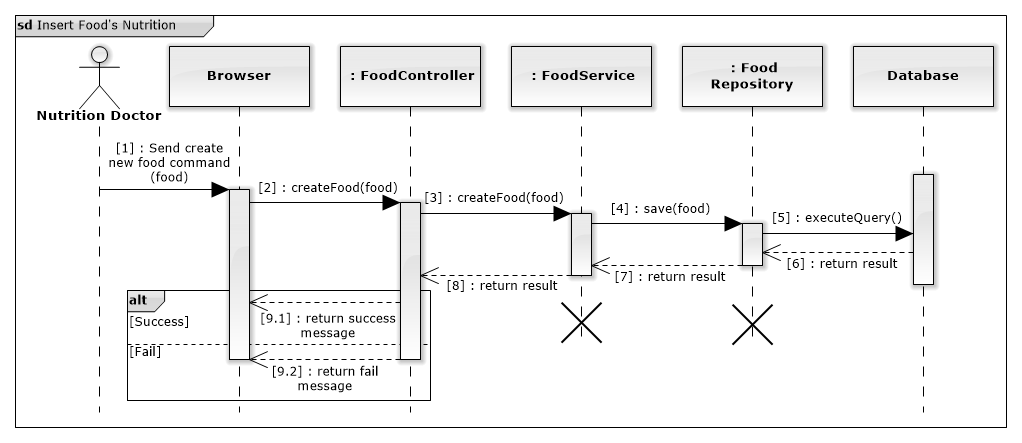 sd Insert Food's Nutrition
Browser
: FoodController
: FoodService
: Food
Repository
Database
Nutrition Doctor
[1] : Send create
new food command
(food)
[2] : createFood(food)
[3] : createFood(food)
[4] : save(food)
[5] : executeQuery()
[6] : return result
[7] : return result
[8] : return result
alt
[Success]
[9.1] : return success
message
[Fail]
[9.2] : return fail
message